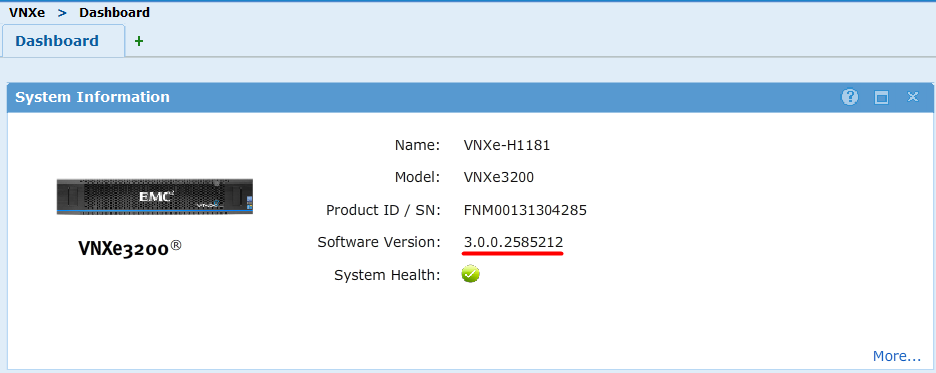 VNXe > Dashboard
Dashboard +
System Information
Name: VNXe-H1181
Model: VNXe3200
EMC²
Product ID / SN: FNM00131304285
VNXe3200®
Software Version: 3.0.0.2585212
System Health:
More...